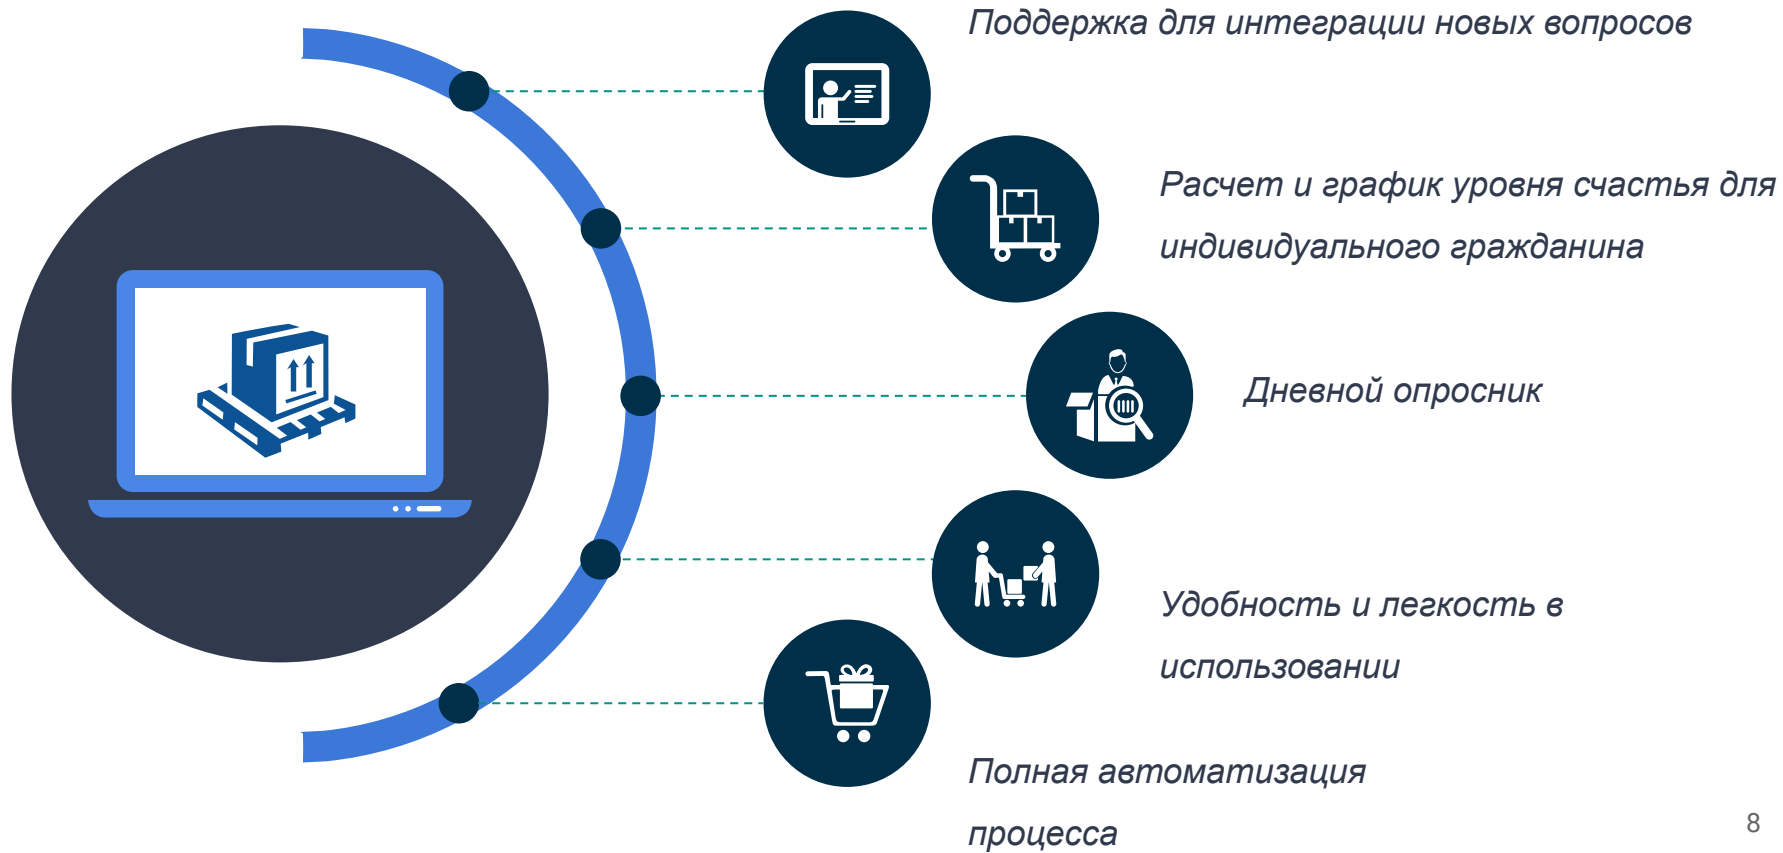 Поддержка для интеграции новых вопросов
Расчет и график уровня счастья для
индивидуального гражданина
Дневной опросник
Удобность и легкость в
использовании
Полная автоматизация
процесса
8